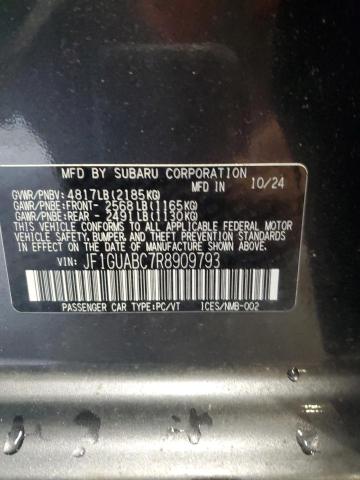 MFD BY SUBARU CORPORATION
GVWR/PNBV: 4817LB(2185KG) MFD IN 10/24
GAWR/PNBE:FRONT- 2568LB(1165KG)
GAWR/PNBE:REAR - 2491LB(1130KG)
THIS VEHICLE CONFORMS TO ALL APPLICABLE FEDERAL MOTOR
VEHICLE SAFETY, BUMPER, AND THEFT PREVENTION STANDARDS
IN EFFECT ON THE DATE OF MANUFACTURE SHOWN ABOVE.
VIN: JF1GUABC7R8909793
PASSENGER CAR TYPE:PC/VT ICES/NMB-002